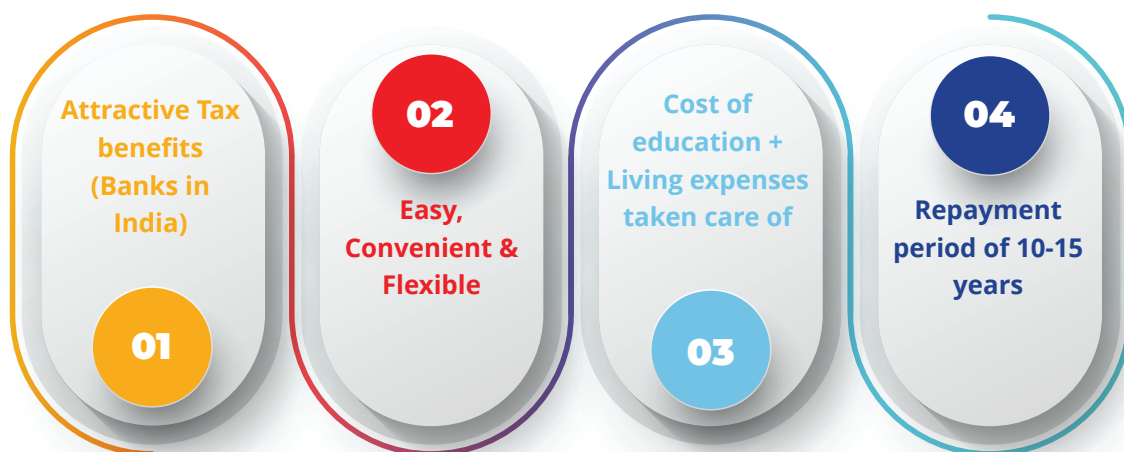 Attractive Tax
benefits
(Banks in
India)
01
02
Easy,
Convenient &
Flexible
Cost of
education +
Living expenses
taken care of
03
04
Repayment
period of 10-15
years